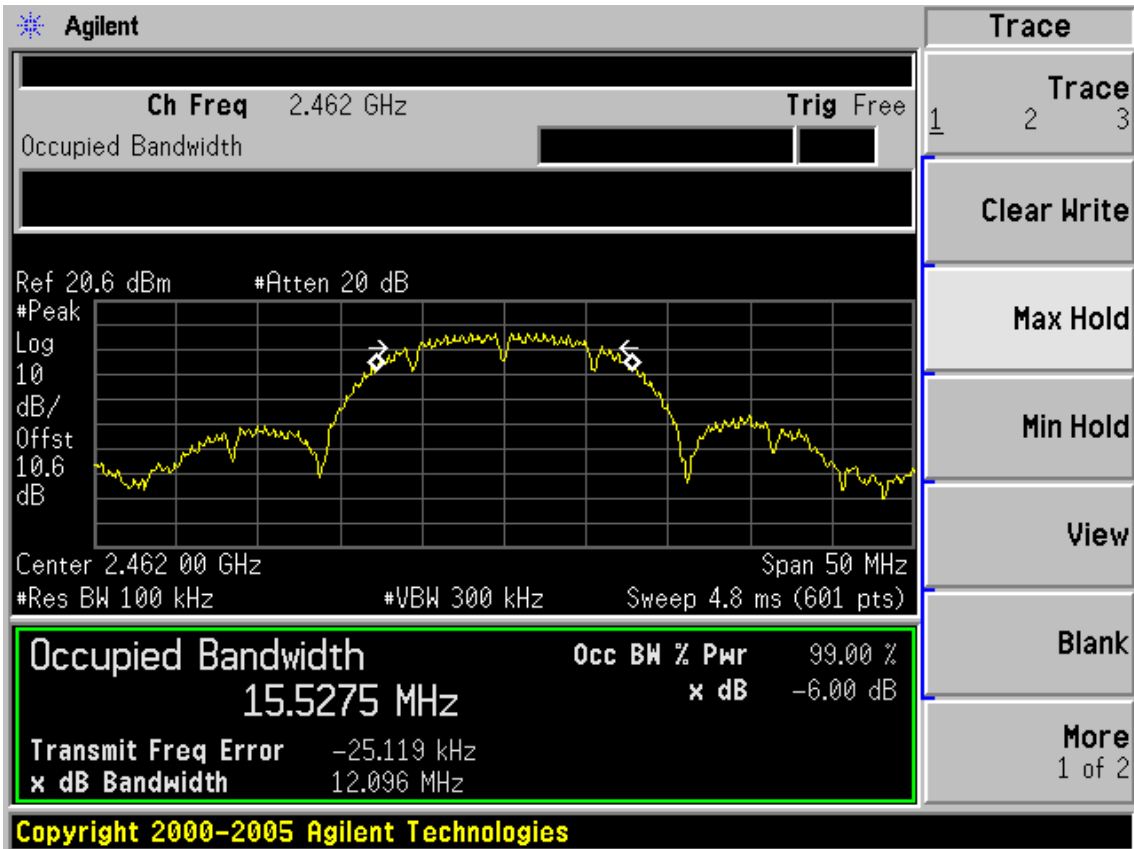 Agilent
Trace
Ch Freq 2.462 GHz Trig Free
Occupied Bandwidth
Trace
1 2 3
Clear Write
Max Hold
Min Hold
View
Blank
More
1 of 2
Ref 20.6 dBm #Atten 20 dB
#Peak
Log
10
dB/
Offst
10.6
dB
Center 2.462 00 GHz Span 50 MHz
#Res BW 100 kHz #VBW 300 kHz Sweep 4.8 ms (601 pts)
Occupied Bandwidth
15.5275 MHz
Occ BW % Pwr 99.00 %
x dB -6.00 dB
Transmit Freq Error -25.119 kHz
x dB Bandwidth 12.096 MHz
Copyright 2000-2005 Agilent Technologies